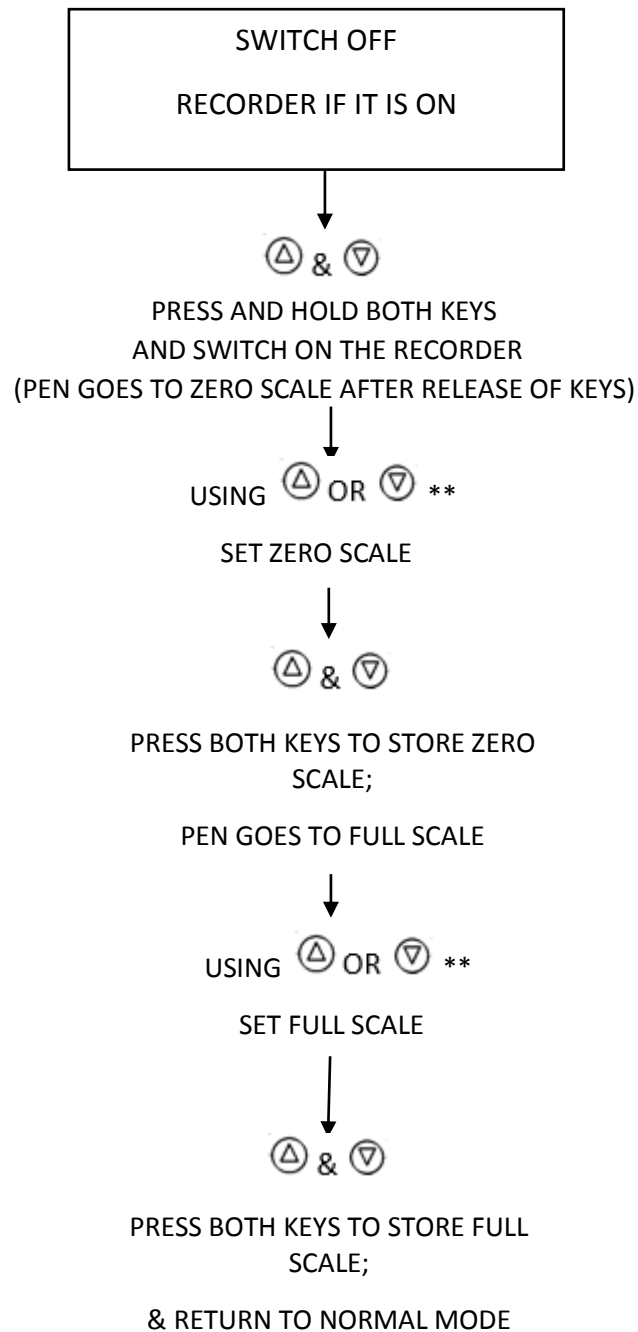 SWITCH OFF
RECORDER IF IT IS ON
&
PRESS AND HOLD BOTH KEYS
AND SWITCH ON THE RECORDER
(PEN GOES TO ZERO SCALE AFTER RELEASE OF KEYS)
USING OR **
SET ZERO SCALE
&
PRESS BOTH KEYS TO STORE ZERO
SCALE;
PEN GOES TO FULL SCALE
USING OR **
SET FULL SCALE
&
PRESS BOTH KEYS TO STORE FULL
SCALE;
& RETURN TO NORMAL MODE